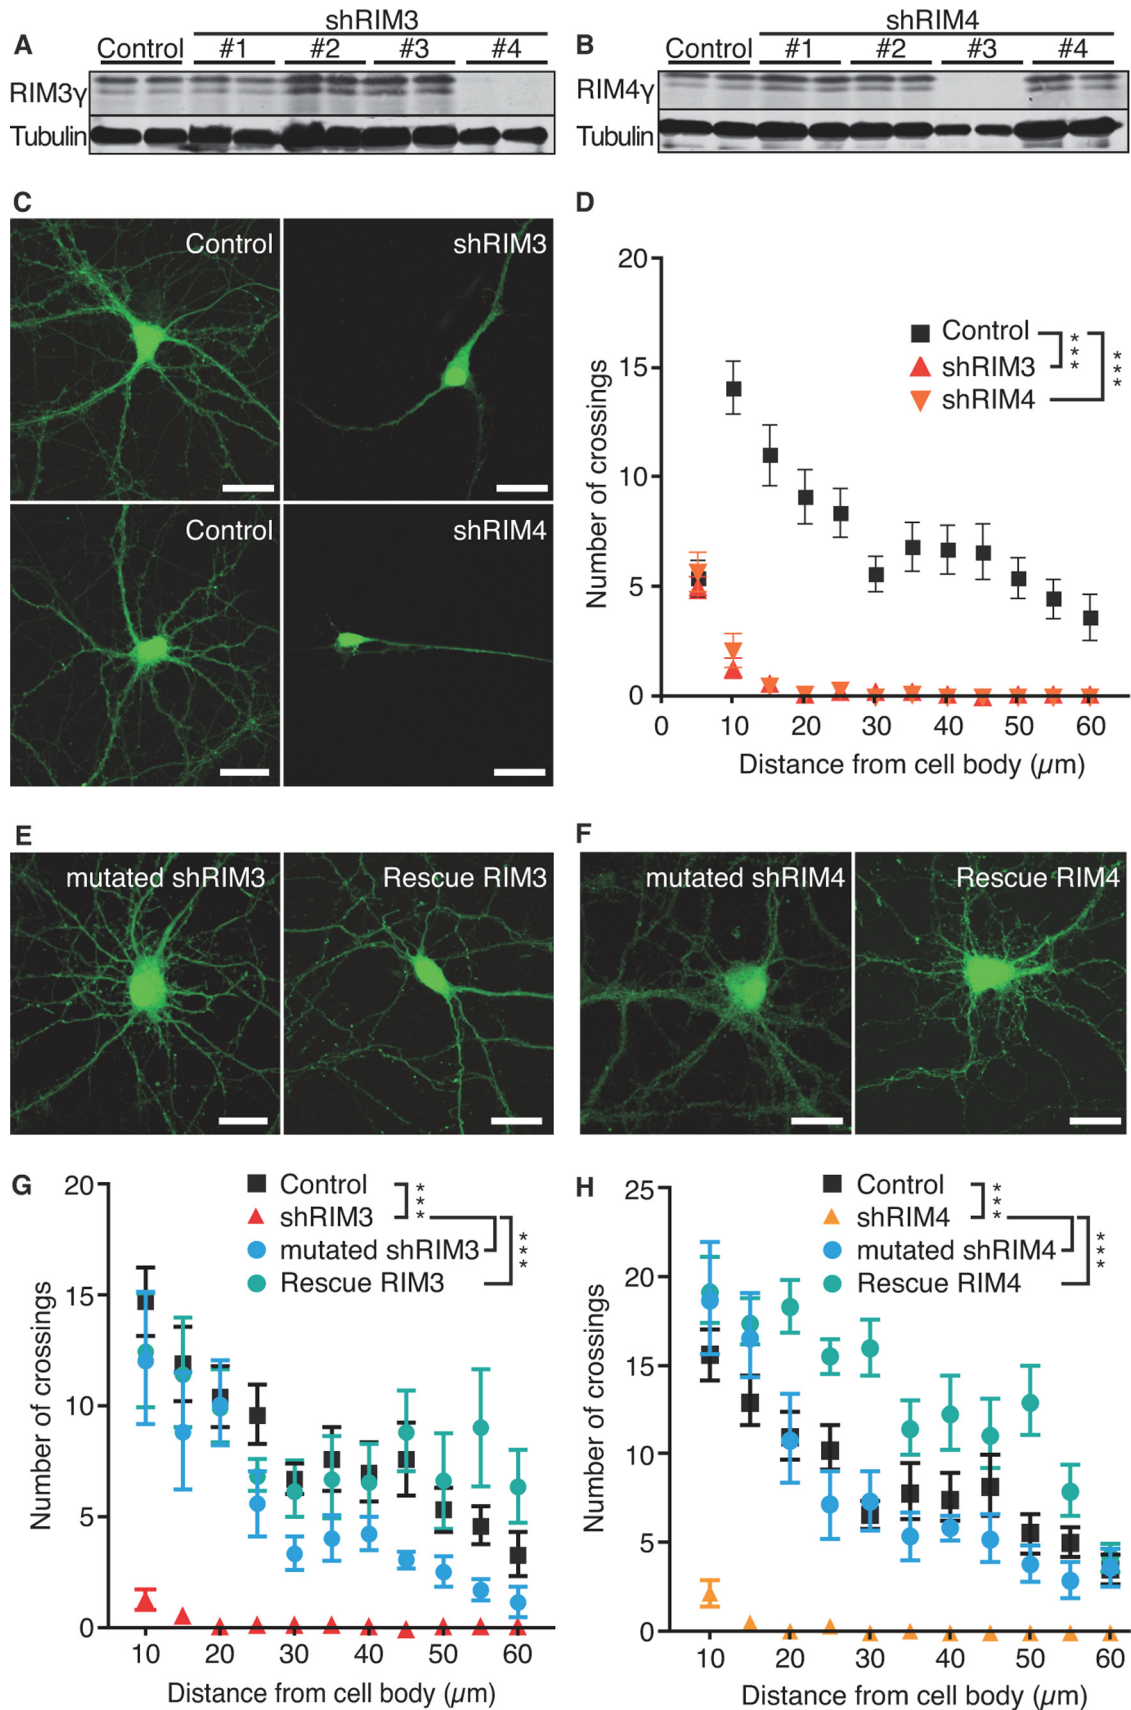 shRIM3
A Control #1 #2 #3 #4
RIM3γ
Tubulin
shRIM4
B Control #1 #2 #3 #4
RIM4γ
Tubulin
C
Control
shRIM3
Control
shRIM4
D
20
15
10
5
0
0 10 20 30 40 50 60
Number of crossings
Distance from cell body (µm)
Control
shRIM3
shRIM4
***
***
E
mutated shRIM3
Rescue RIM3
F
mutated shRIM4
Rescue RIM4
G
20
15
10
5
0
10 20 30 40 50 60
Number of crossings
Distance from cell body (µm)
Control
shRIM3
mutated shRIM3
Rescue RIM3
***
***
H
25
20
15
10
5
0
10 20 30 40 50 60
Number of crossings
Distance from cell body (µm)
Control
shRIM4
mutated shRIM4
Rescue RIM4
***
***